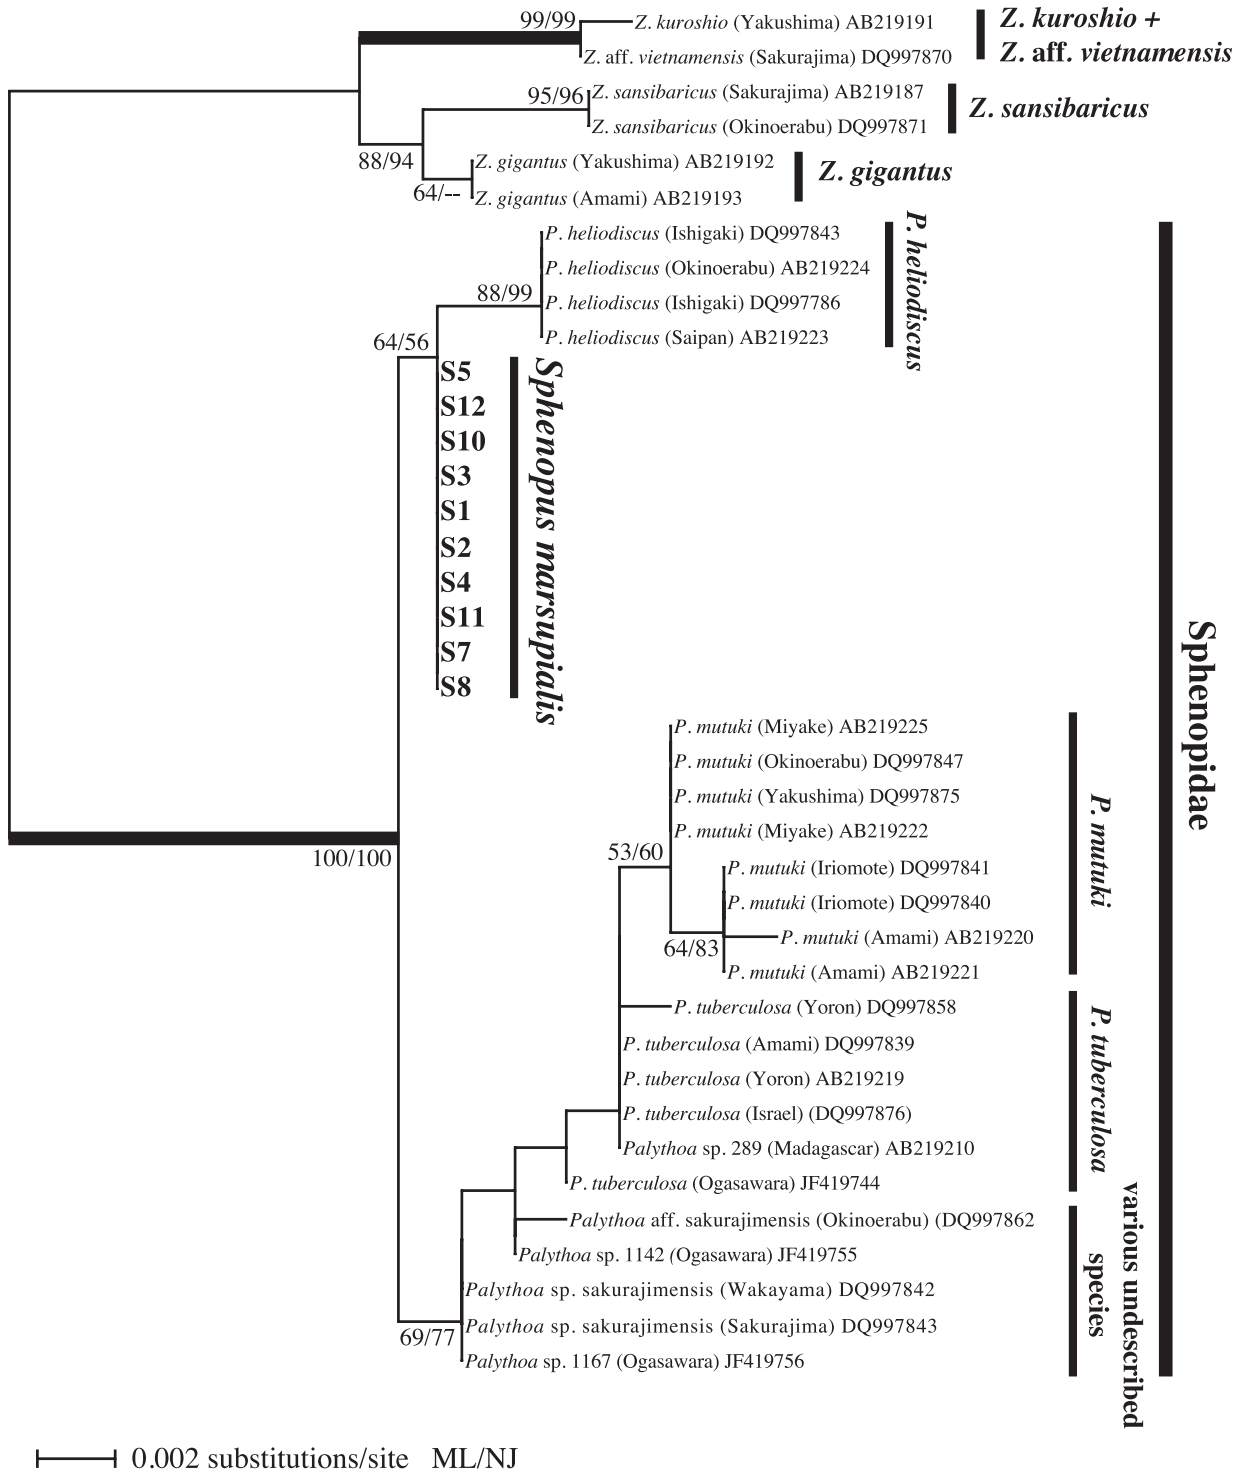 99/99
Z. kuroshio (Yakushima) AB219191
Z. aff. vietnamensis (Sakurajima) DQ997870
Z. kuroshio +
Z. aff. vietnamensis
95/96
Z. sansibaricus (Sakurajima) AB219187
Z. sansibaricus (Okinoerabu) DQ997871
Z. sansibaricus
88/94
Z. gigantus (Yakushima) AB219192
64/--
Z. gigantus (Amami) AB219193
Z. gigantus
P. heliodiscus (Ishigaki) DQ997843
P. heliodiscus (Okinoerabu) AB219224
88/99
P. heliodiscus (Ishigaki) DQ997786
P. heliodiscus (Saipan) AB219223
P. heliodiscus
64/56
S5
S12
S10
S3
S1
S2
S4
S11
S7
S8
Sphenopus marsupialis
Sphenopidae
100/100
P. mutuki (Miyake) AB219225
P. mutuki (Okinoerabu) DQ997847
P. mutuki (Yakushima) DQ997875
P. mutuki (Miyake) AB219222
53/60
P. mutuki (Iriomote) DQ997841
P. mutuki (Iriomote) DQ997840
P. mutuki (Amami) AB219220
64/83
P. mutuki (Amami) AB219221
P. mutuki
P. tuberculosa (Yoron) DQ997858
P. tuberculosa (Amami) DQ997839
P. tuberculosa (Yoron) AB219219
P. tuberculosa (Israel) (DQ997876)
Palythoa sp. 289 (Madagascar) AB219210
P. tuberculosa (Ogasawara) JF419744
P. tuberculosa
Palythoa aff. sakurajimensis (Okinoerabu) (DQ997862
Palythoa sp. 1142 (Ogasawara) JF419755
Palythoa sp. sakurajimensis (Wakayama) DQ997842
Palythoa sp. sakurajimensis (Sakurajima) DQ997843
69/77
Palythoa sp. 1167 (Ogasawara) JF419756
various undescribed
species
0.002 substitutions/site ML/NJ